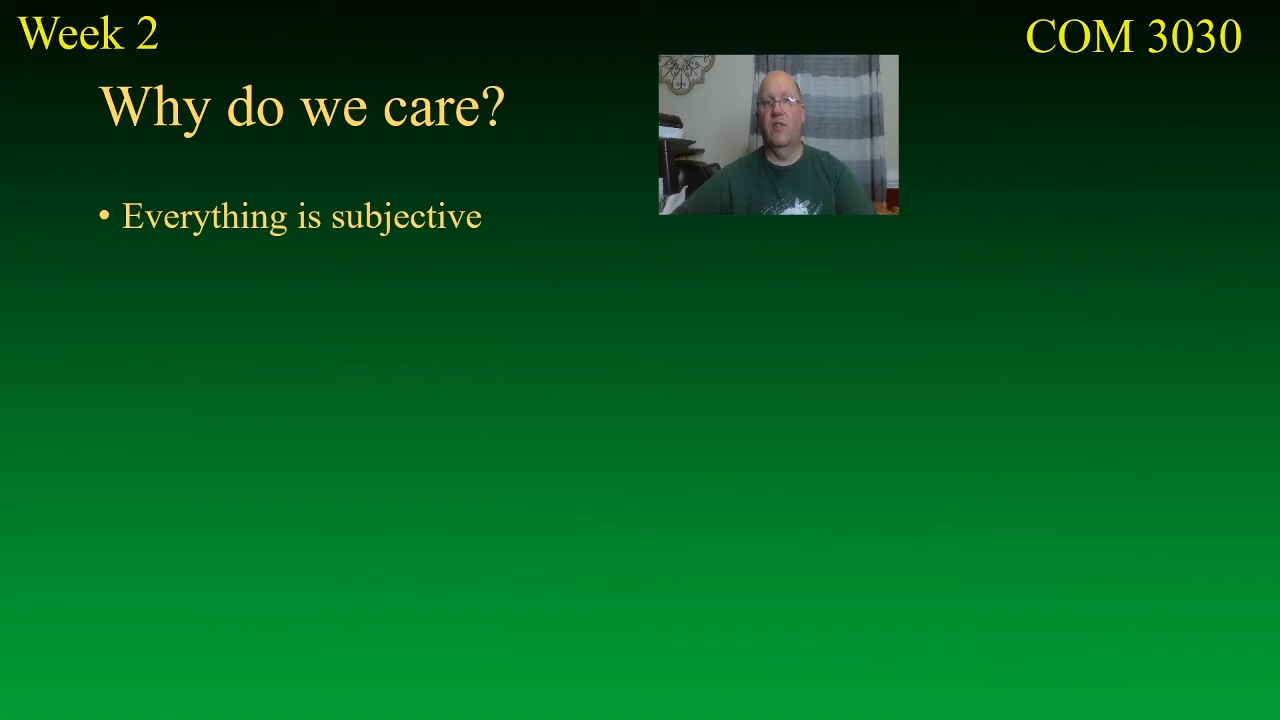 Week 2
COM 3030
Why do we care?
• Everything is subjective